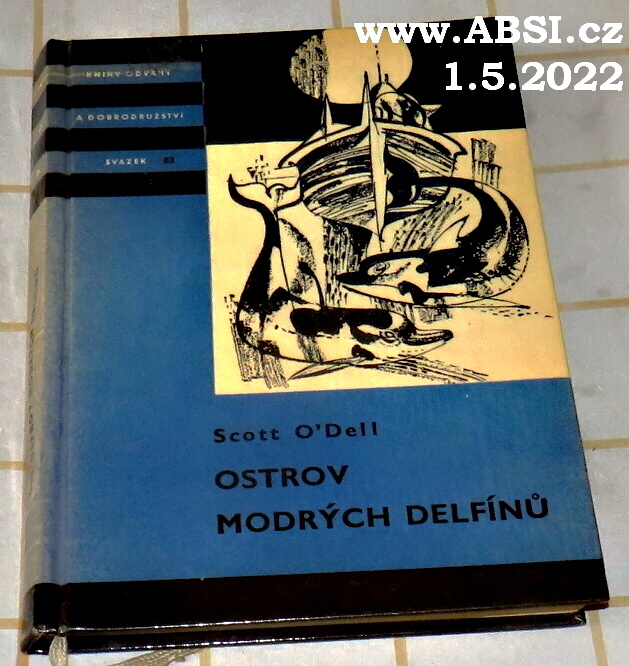 www.ABSI.cz
1.5.2022
KNIHY ODVAHY
A DOBRODRUŽSTVÍ
SVAZEK 83
Scott O'Dell
OSTROV
MODRÝCH DELFÍNŮ